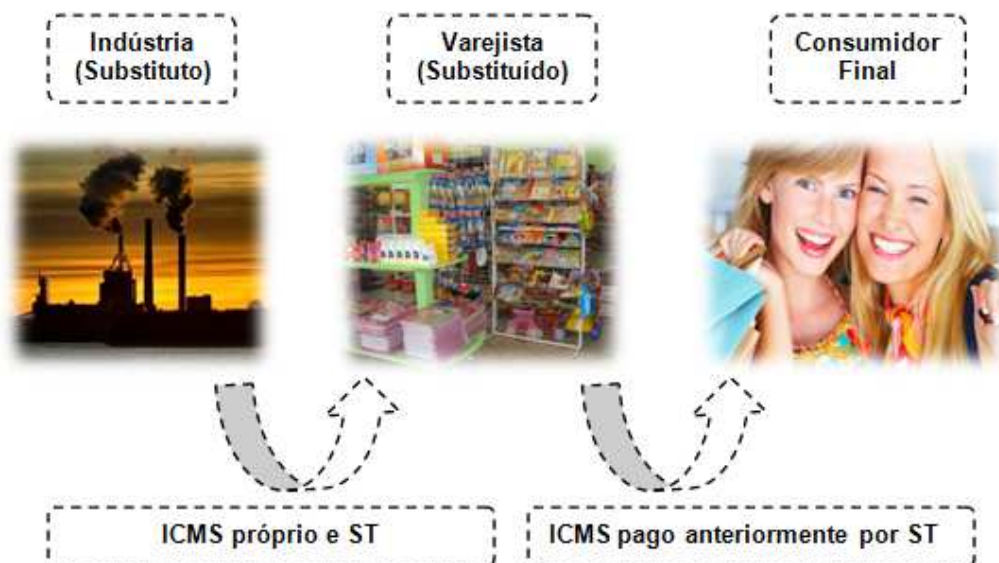 Indústria
(Substituto)
Varejista
(Substituído)
Consumidor
Final
ICMS próprio e ST
ICMS pago anteriormente por ST